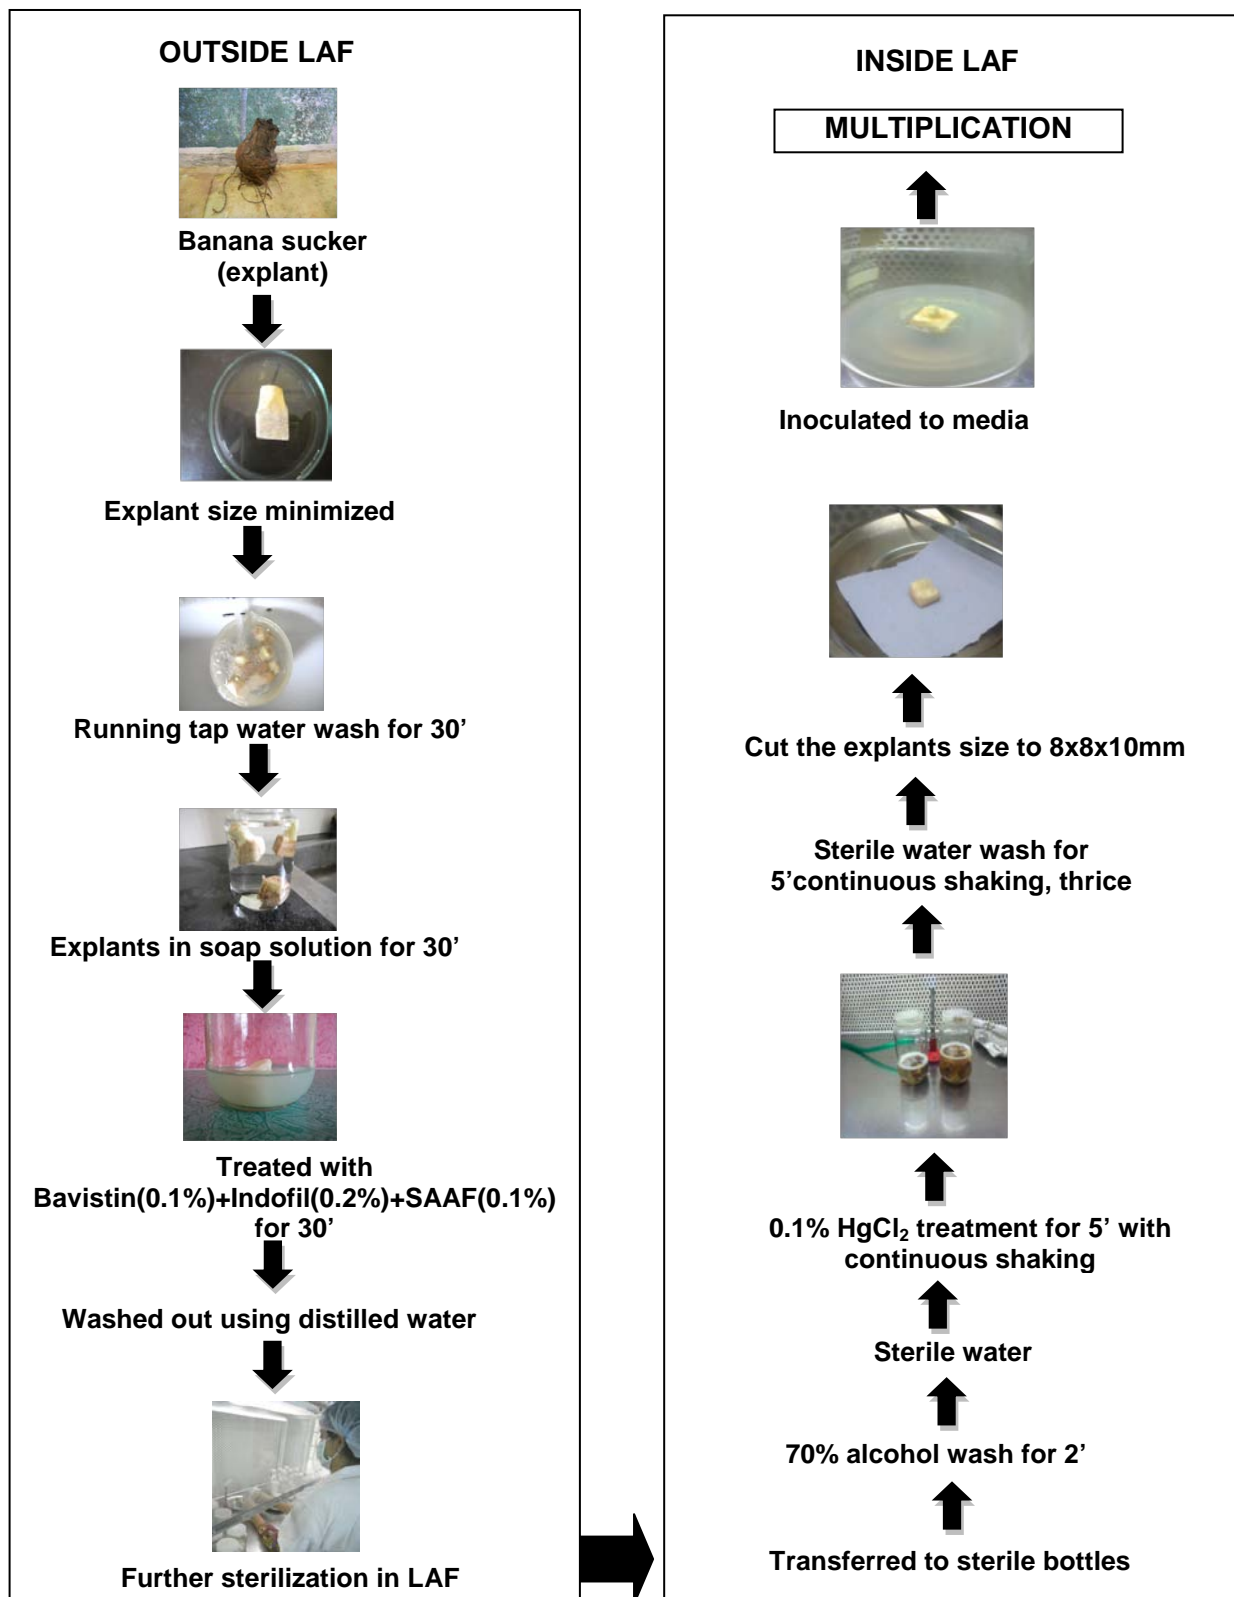 OUTSIDE LAF
Banana sucker
(explant)
Explant size minimized
Running tap water wash for 30’
Explants in soap solution for 30’
Treated with
Bavistin(0.1%)+Indofil(0.2%)+SAAF(0.1%)
for 30’
Washed out using distilled water
Further sterilization in LAF
INSIDE LAF
MULTIPLICATION
Inoculated to media
Cut the explants size to 8x8x10mm
Sterile water wash for
5’continuous shaking, thrice
0.1% HgCl₂ treatment for 5’ with
continuous shaking
Sterile water
70% alcohol wash for 2’
Transferred to sterile bottles